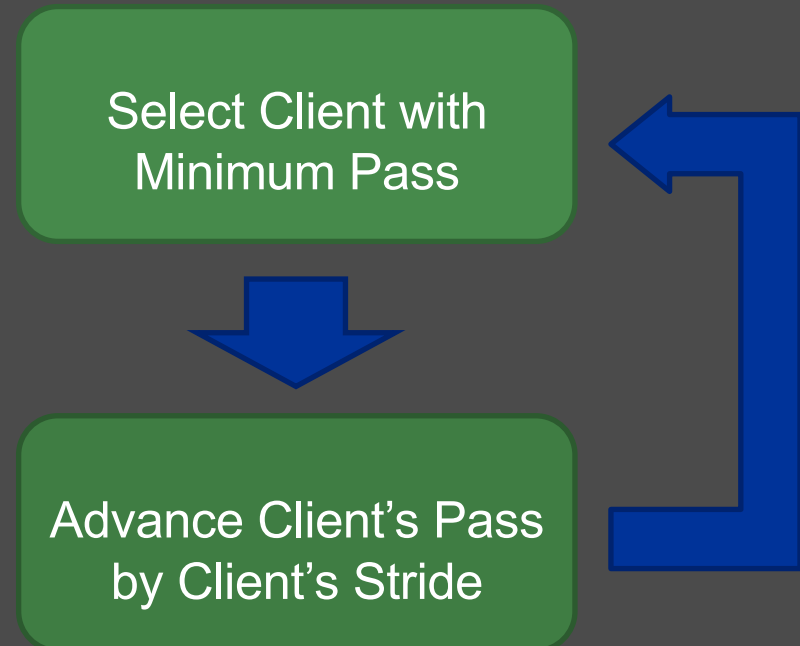 Select Client with
Minimum Pass
Advance Client’s Pass
by Client’s Stride